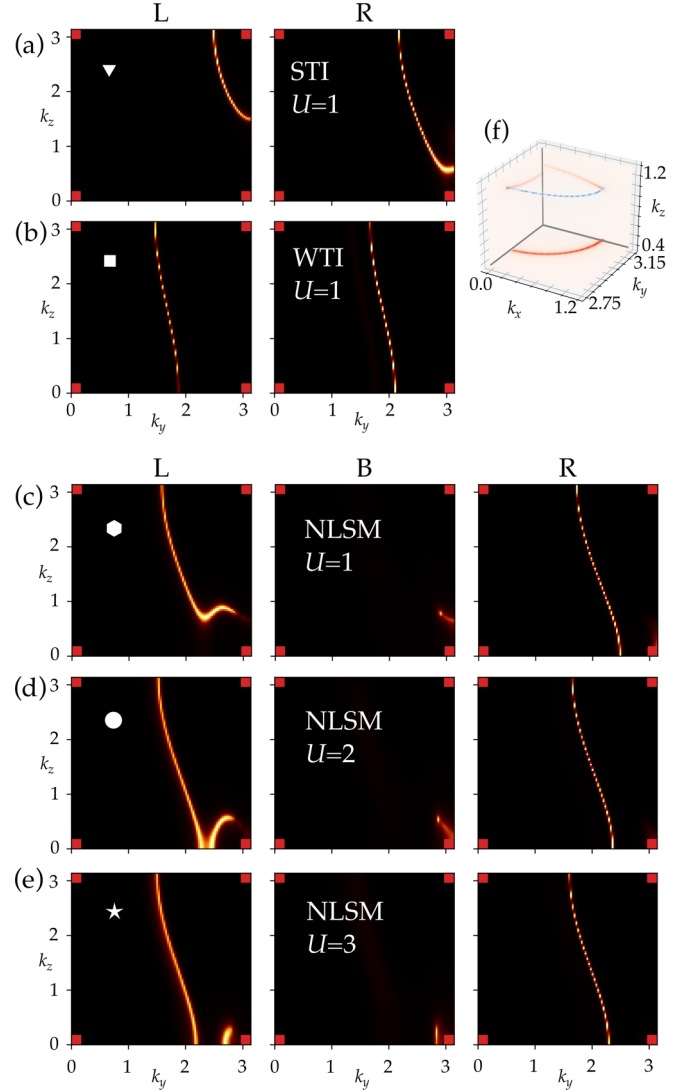 L R
(a)
3
2
k_z
1
0
STI
U=1
(b)
3
2
k_z
1
0
WTI
U=1
0 1 2 3
k_y
0 1 2 3
k_y
(f)
1.2
k_z
0.4
3.15
k_y
2.75
0.0
k_x
1.2
L B R
(c)
3
2
k_z
1
0
NLSM
U=1
(d)
3
2
k_z
1
0
NLSM
U=2
(e)
3
2
k_z
1
0
NLSM
U=3
0 1 2 3
k_y
0 1 2 3
k_y
0 1 2 3
k_y